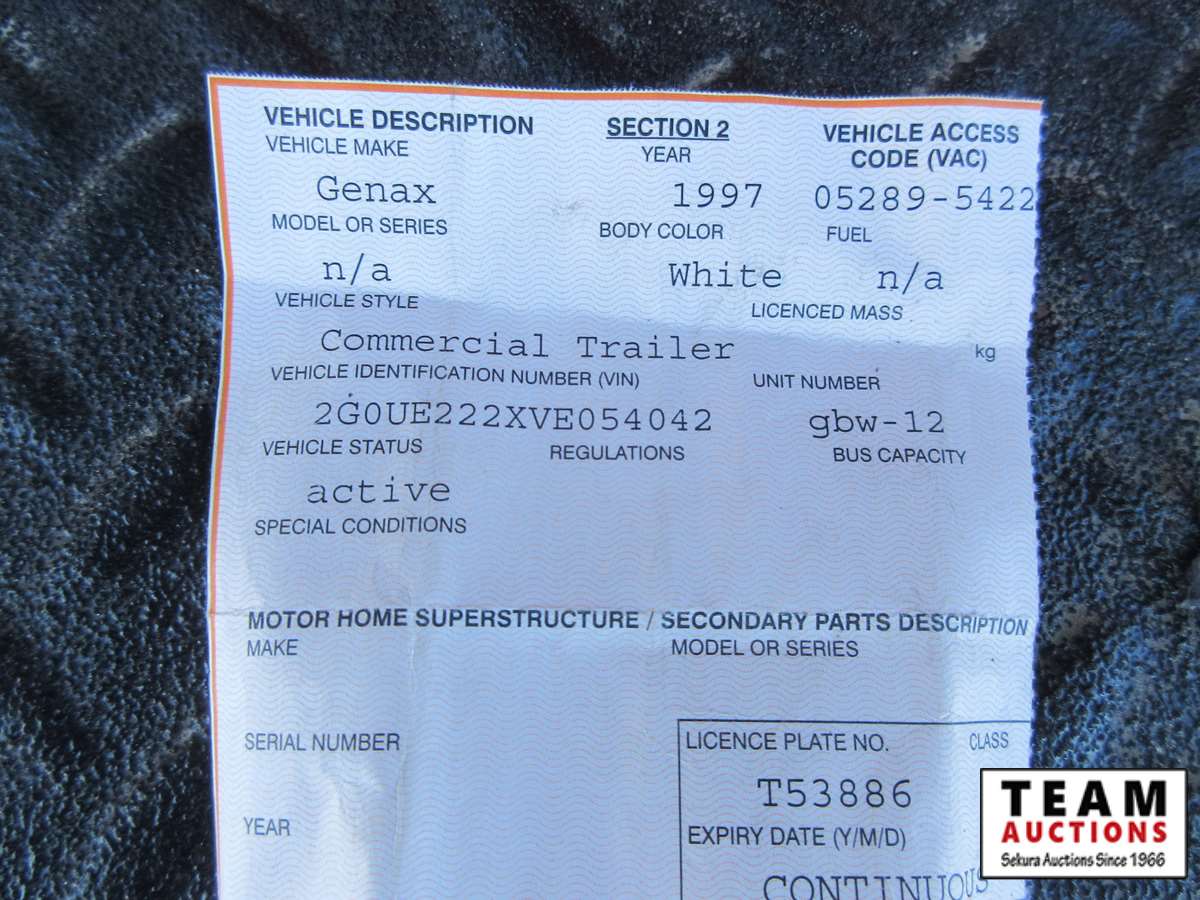 VEHICLE DESCRIPTION SECTION 2 VEHICLE ACCESS
VEHICLE MAKE YEAR CODE (VAC)
Genax 1997 05289-5422
MODEL OR SERIES BODY COLOR FUEL
n/a White n/a
VEHICLE STYLE LICENCED MASS
Commercial Trailer kg
VEHICLE IDENTIFICATION NUMBER (VIN) UNIT NUMBER
2G0UE222XVE054042 gbw-12
VEHICLE STATUS REGULATIONS BUS CAPACITY
active
SPECIAL CONDITIONS
MOTOR HOME SUPERSTRUCTURE / SECONDARY PARTS DESCRIPTION
MAKE MODEL OR SERIES
SERIAL NUMBER LICENCE PLATE NO. CLASS
T53886
YEAR EXPIRY DATE (Y/M/D)
CONTINUOUS
TEAM
AUCTIONS
Sekura Auctions Since 1966